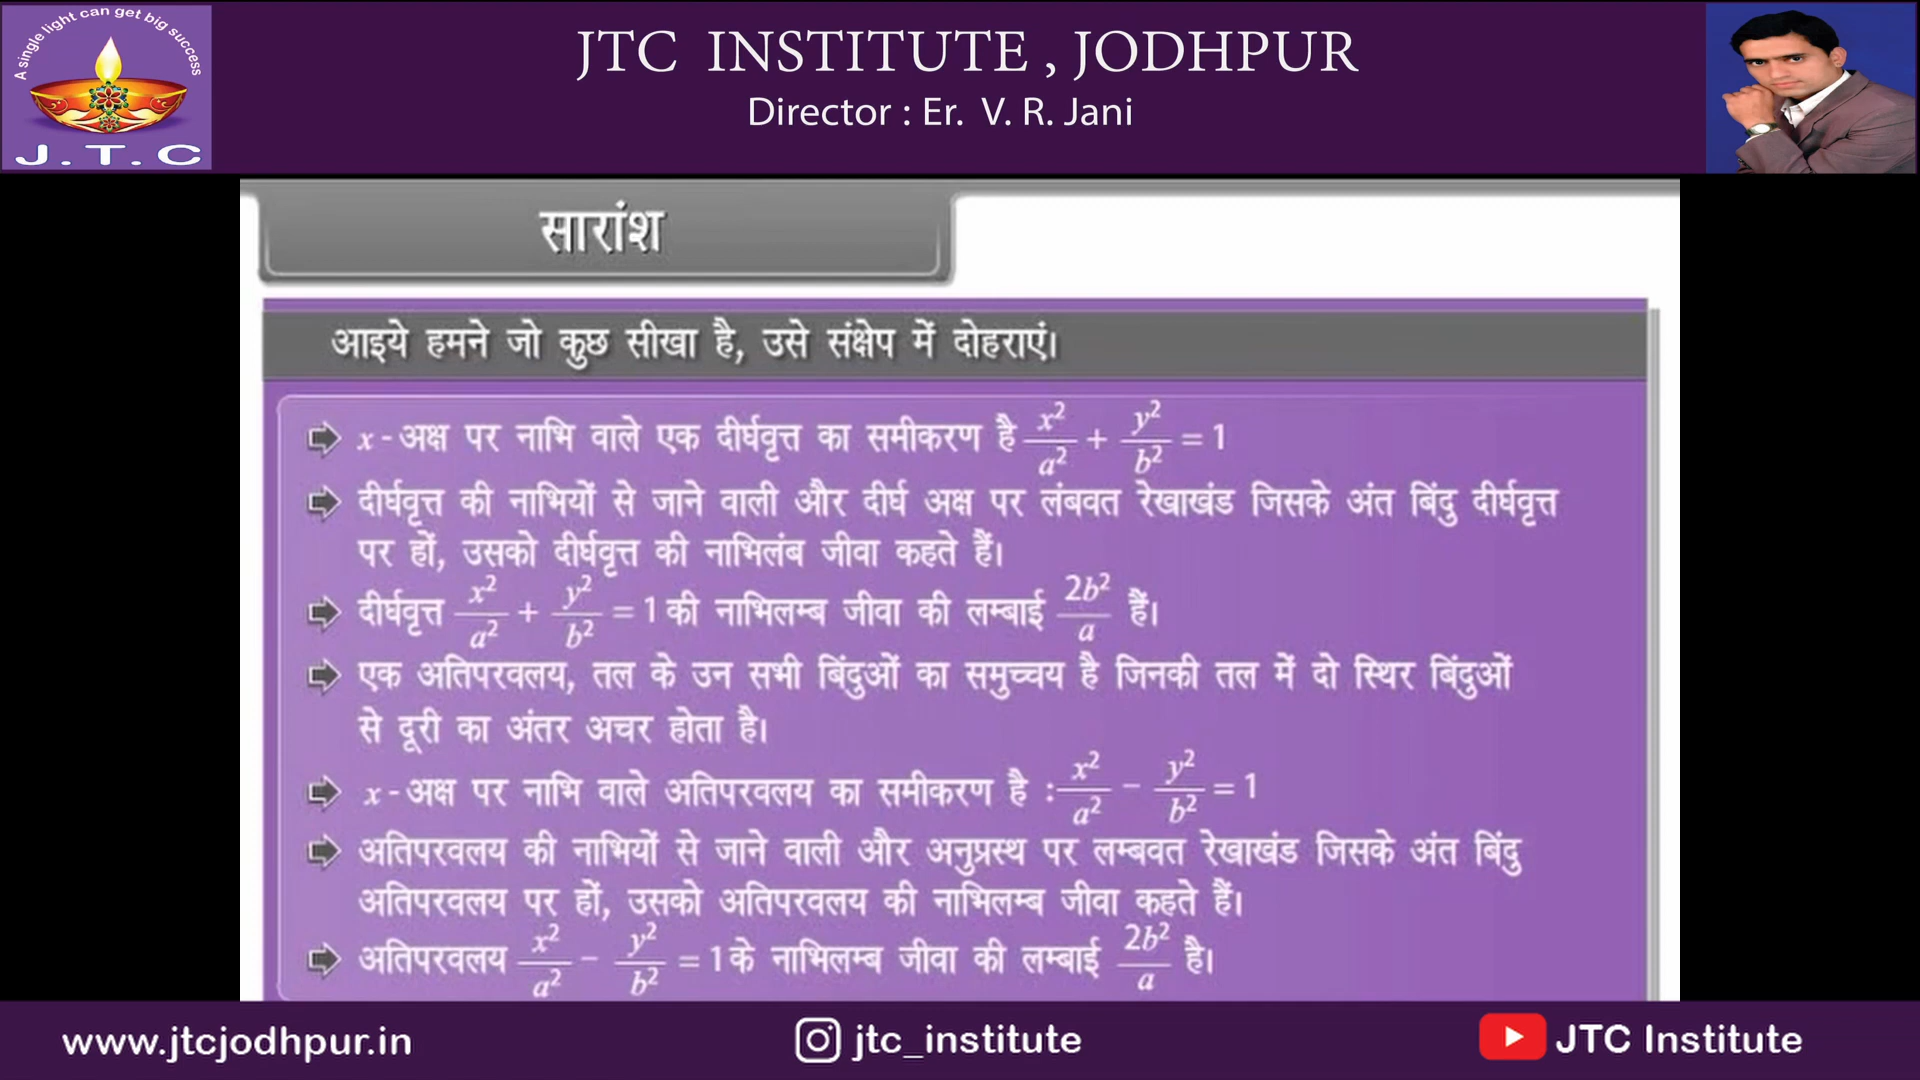 A single light can get big success
J.T.C
JTC INSTITUTE , JODHPUR
Director : Er. V. R. Jani
सारांश
आइये हमने जो कुछ सीखा है, उसे संक्षेप में दोहराएं।
x - अक्ष पर नाभि वाले एक दीर्घवृत्त का समीकरण है x²/a² + y²/b² = 1
दीर्घवृत्त की नाभियों से जाने वाली और दीर्घ अक्ष पर लंबवत रेखाखंड जिसके अंत बिंदु दीर्घवृत्त
पर हों, उसको दीर्घवृत्त की नाभिलंब जीवा कहते हैं।
दीर्घवृत्त x²/a² + y²/b² = 1 की नाभिलम्ब जीवा की लम्बाई 2b²/a हैं।
एक अतिपरवलय, तल के उन सभी बिंदुओं का समुच्चय है जिनकी तल में दो स्थिर बिंदुओं
से दूरी का अंतर अचर होता है।
x - अक्ष पर नाभि वाले अतिपरवलय का समीकरण है : x²/a² − y²/b² = 1
अतिपरवलय की नाभियों से जाने वाली और अनुप्रस्थ पर लम्बवत रेखाखंड जिसके अंत बिंदु
अतिपरवलय पर हों, उसको अतिपरवलय की नाभिलम्ब जीवा कहते हैं।
अतिपरवलय x²/a² − y²/b² = 1 के नाभिलम्ब जीवा की लम्बाई 2b²/a है।
www.jtcjodhpur.in
jtc_institute
JTC Institute